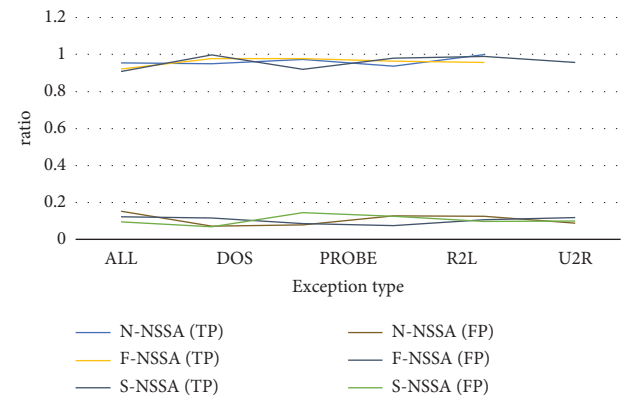 1.2
1
0.8
0.6
0.4
0.2
0
ratio
ALL DOS PROBE R2L U2R
Exception type
N-NSSA (TP) N-NSSA (FP)
F-NSSA (TP) F-NSSA (FP)
S-NSSA (TP) S-NSSA (FP)